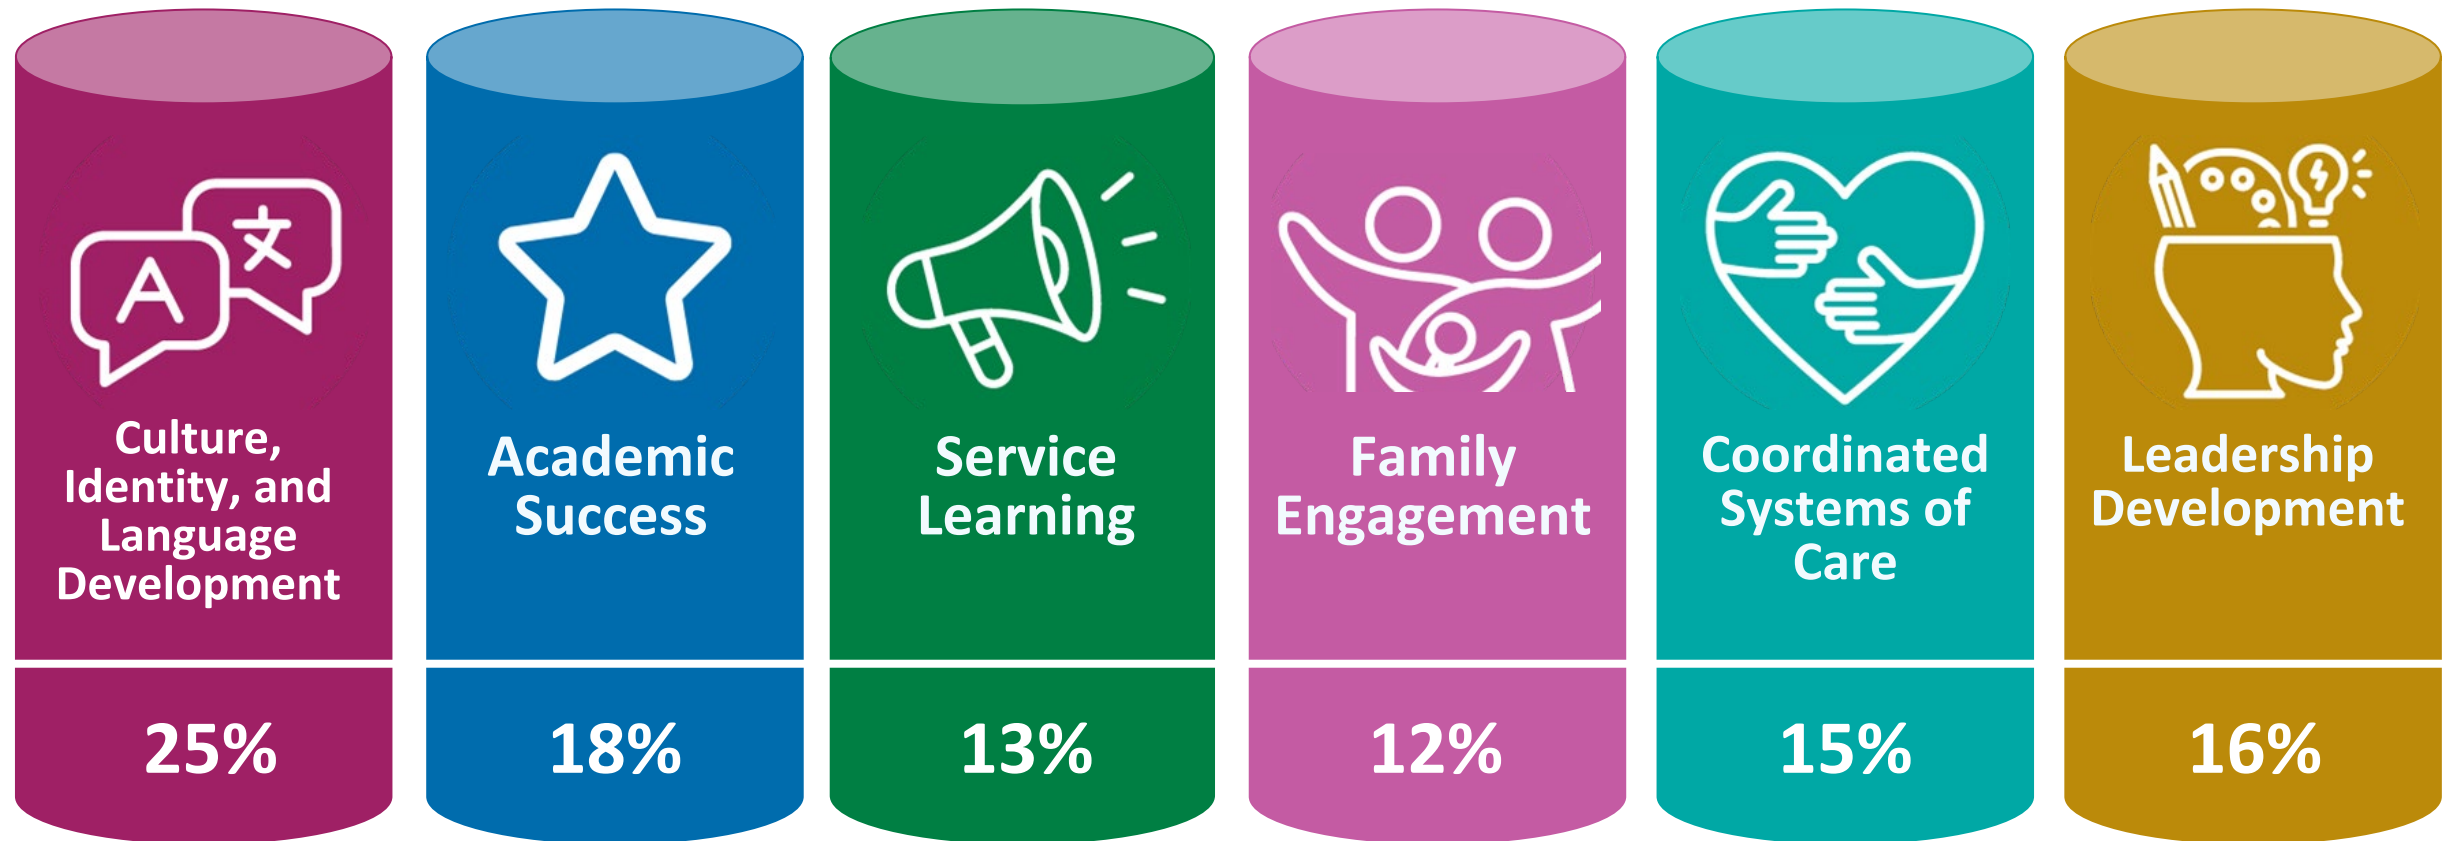 A 文
Culture,
Identity, and
Language
Development
25%
Academic
Success
18%
Service
Learning
13%
Family
Engagement
12%
Coordinated
Systems of
Care
15%
Leadership
Development
16%